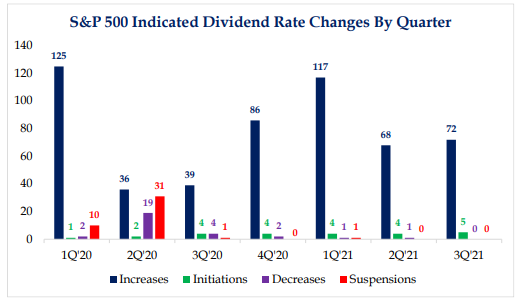 S&P 500 Indicated Dividend Rate Changes By Quarter
140
120
100
80
60
40
20
0
125 1 2 10
36 2 19 31
39 4 4 1
86 4 2 0
117 4 1 1
68 4 1 0
72 5 0 0
1Q'20 2Q'20 3Q'20 4Q'20 1Q'21 2Q'21 3Q'21
Increases Initiations Decreases Suspensions